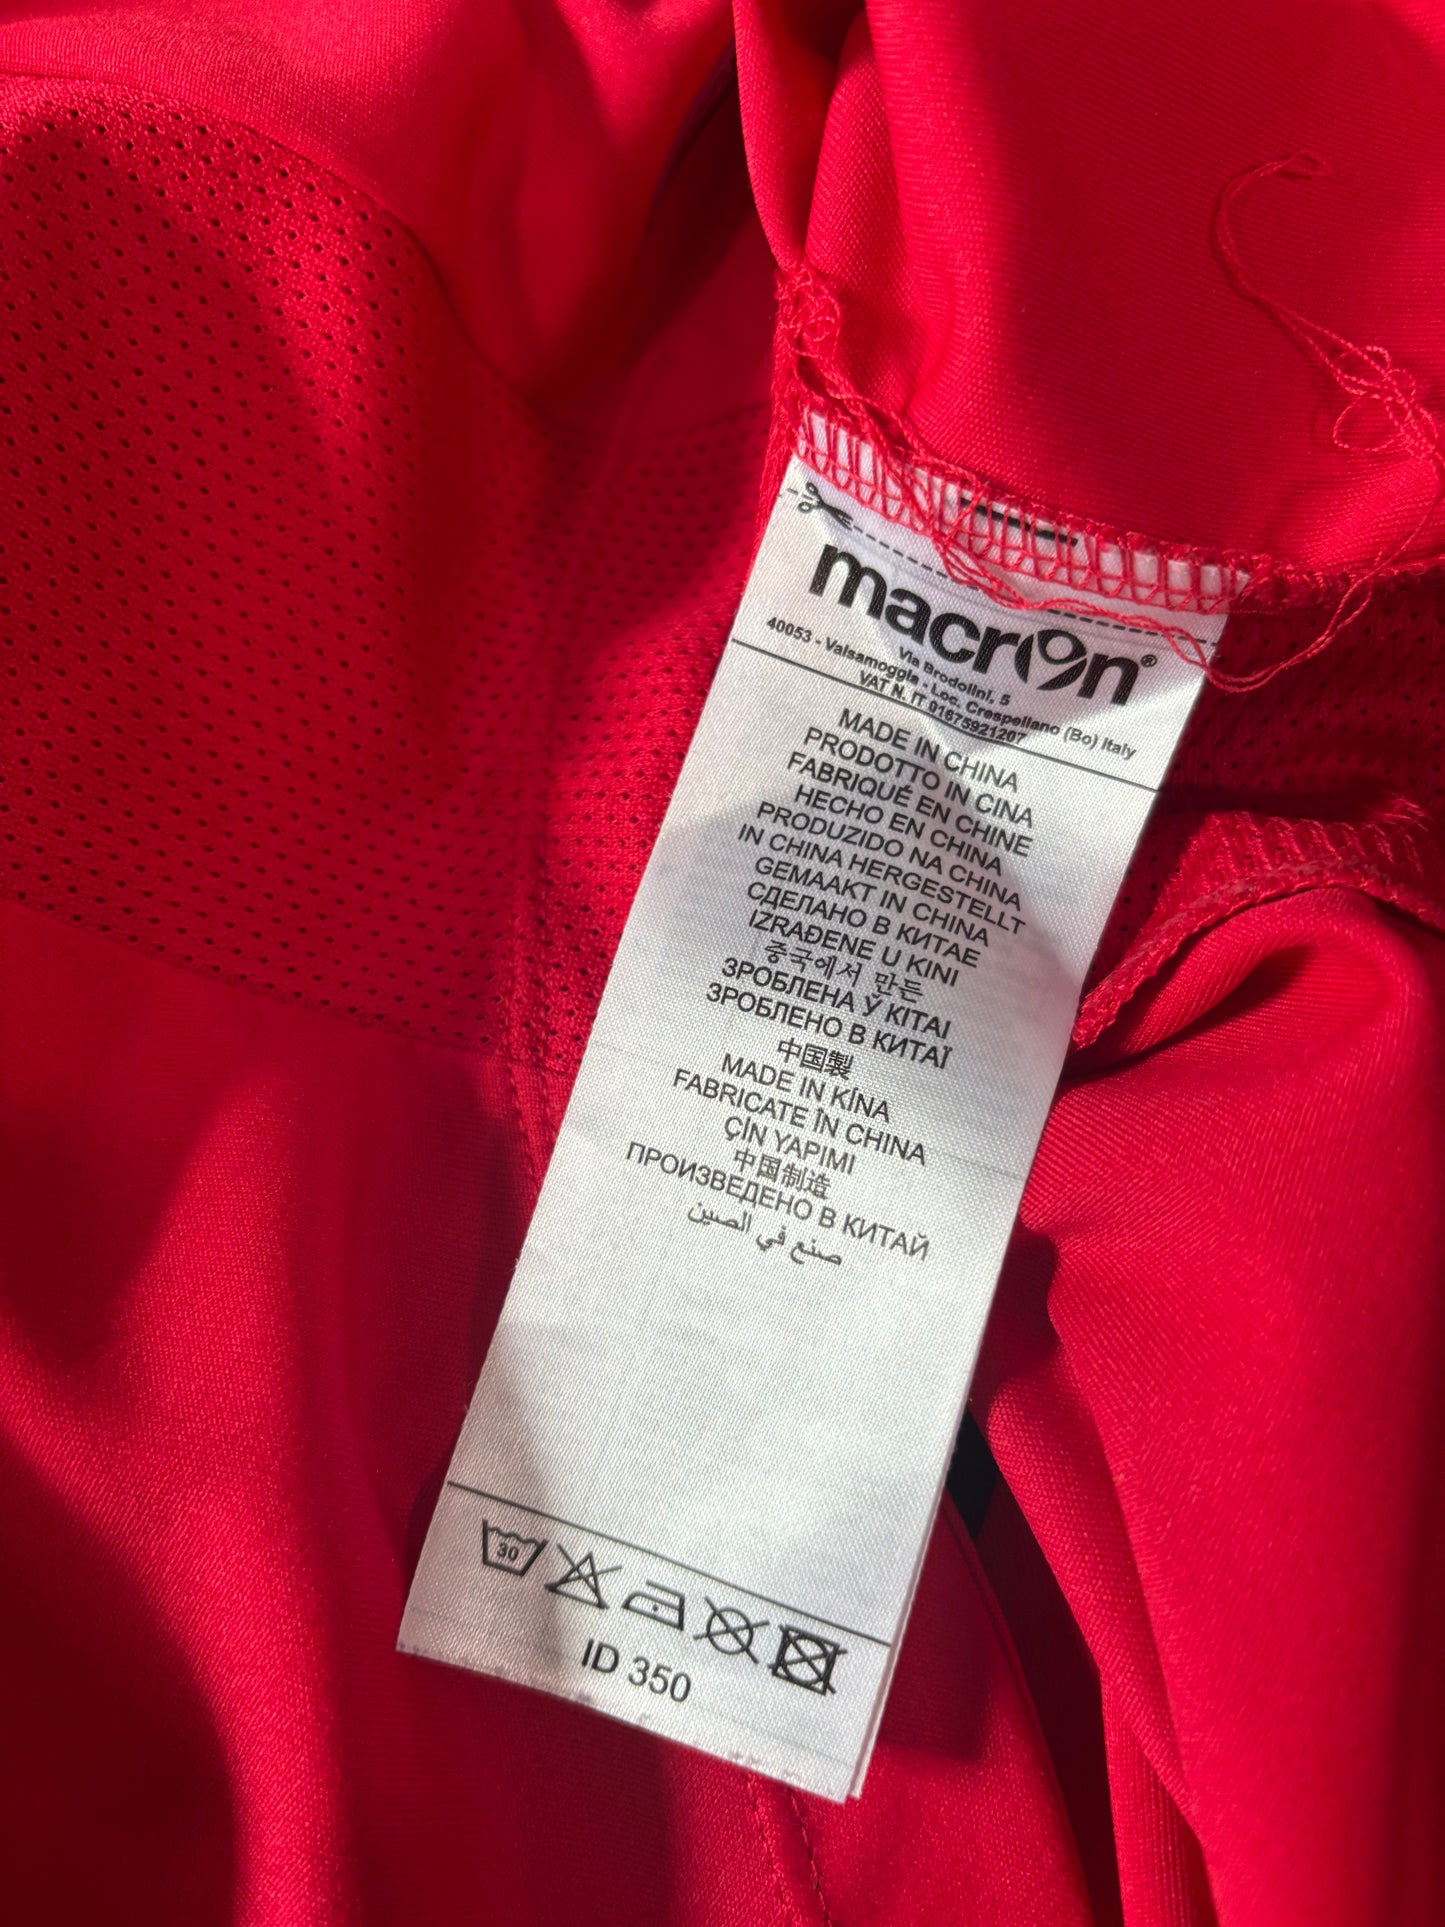 macron®
Via Brodolini, 5
40053 - Valsamoggia - Loc. Crespellano (Bo) Italy
VAT N. IT 01675921207
MADE IN CHINA
PRODOTTO IN CINA
FABRIQUÉ EN CHINE
HECHO EN CHINA
PRODUZIDO NA CHINA
IN CHINA HERGESTELLT
GEMAAKT IN CHINA
СДЕЛАНО В КИТАЕ
IZRAĐENE U KINI
중국에서 만든
ЗРОБЛЕНА Ў KITAI
ЗРОБЛЕНО В КИТАЇ
中国製
MADE IN KÍNA
FABRICATE ÎN CHINA
ÇİN YAPIMI
中国制造
ПРОИЗВЕДЕНО В КИТАЙ
صنع في الصين
30
ID 350